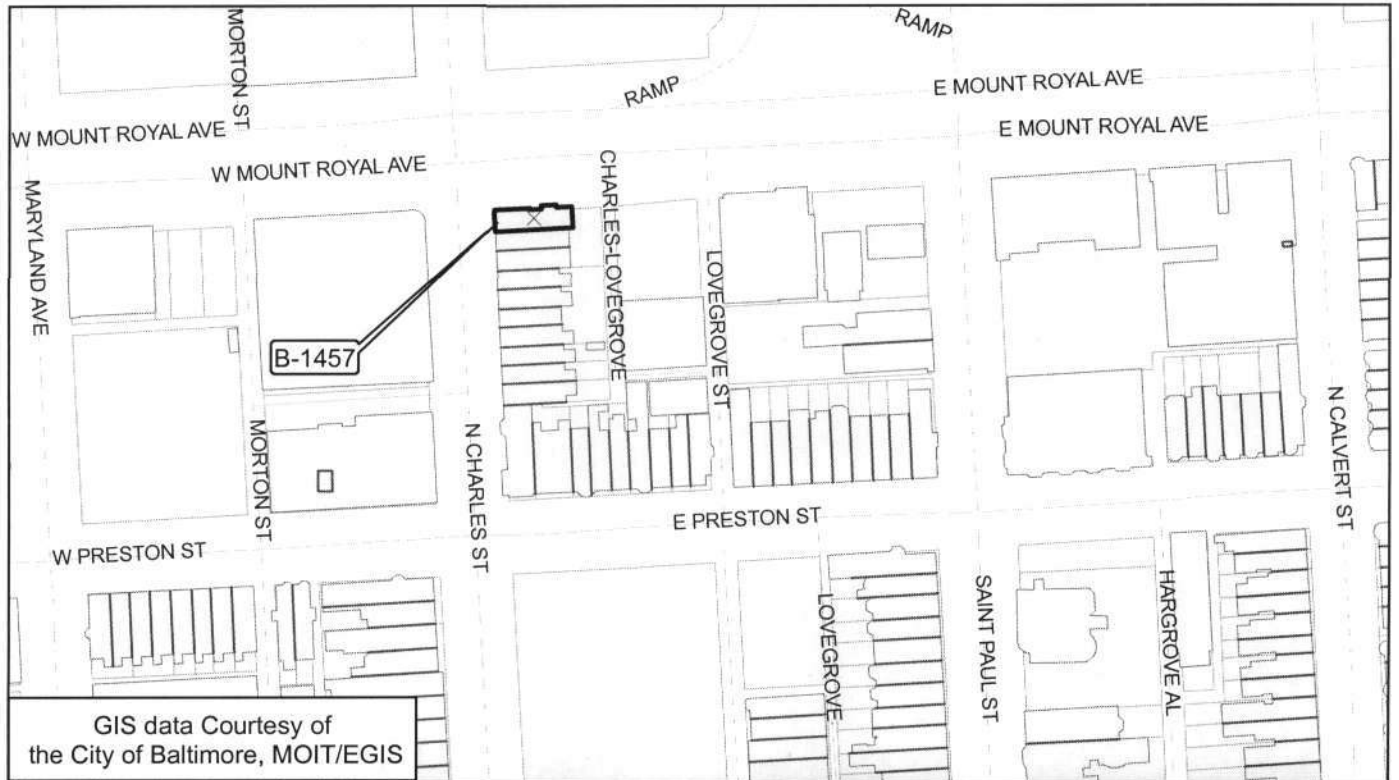 MORTON ST
RAMP
RAMP
E MOUNT ROYAL AVE
W MOUNT ROYAL AVE
E MOUNT ROYAL AVE
W MOUNT ROYAL AVE
MARYLAND AVE
CHARLES-LOVEGROVE
LOVEGROVE ST
B-1457
N CALVERT ST
MORTON ST
N CHARLES ST
E PRESTON ST
W PRESTON ST
LOVEGROVE
SAINT PAUL ST
HARGROVE AL
GIS data Courtesy of
the City of Baltimore, MOIT/EGIS